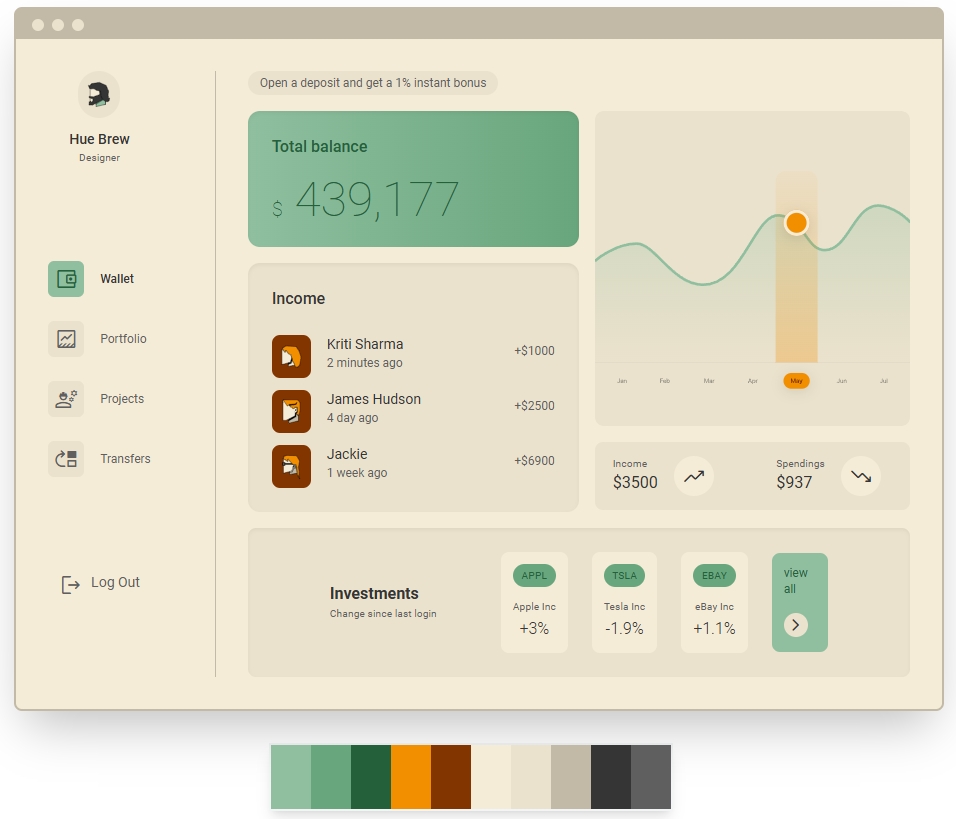 Hue Brew
Designer
Wallet
Portfolio
Projects
Transfers
Log Out
Open a deposit and get a 1% instant bonus
Total balance
$ 439,177
Income
Kriti Sharma
2 minutes ago
+$1000
James Hudson
4 day ago
+$2500
Jackie
1 week ago
+$6900
Jan Feb Mar Apr May Jun Jul
Income
$3500
Spendings
$937
Investments
Change since last login
APPL
Apple Inc
+3%
TSLA
Tesla Inc
-1.9%
EBAY
eBay Inc
+1.1%
view
all